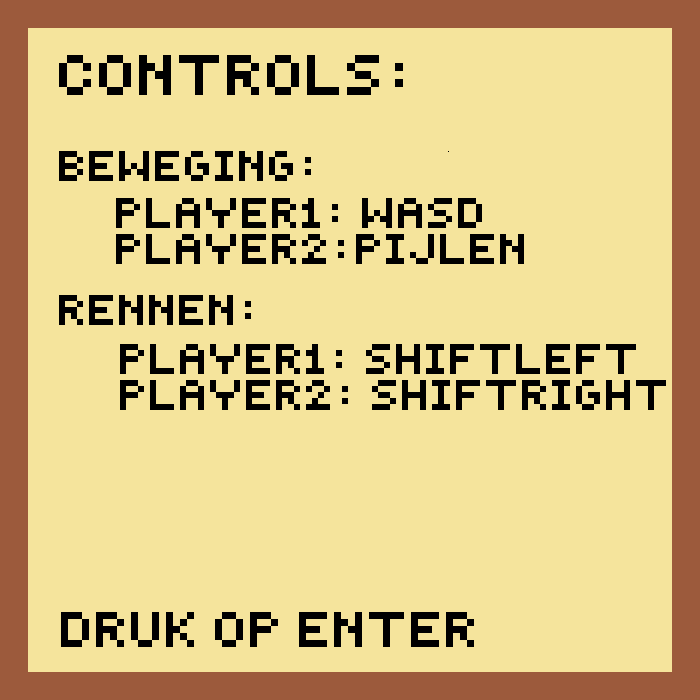 CONTROLS:
BEWEGING:
PLAYER1: WASD
PLAYER2:PIJLEN
RENNEN:
PLAYER1: SHIFTLEFT
PLAYER2: SHIFTRIGHT
DRUK OP ENTER